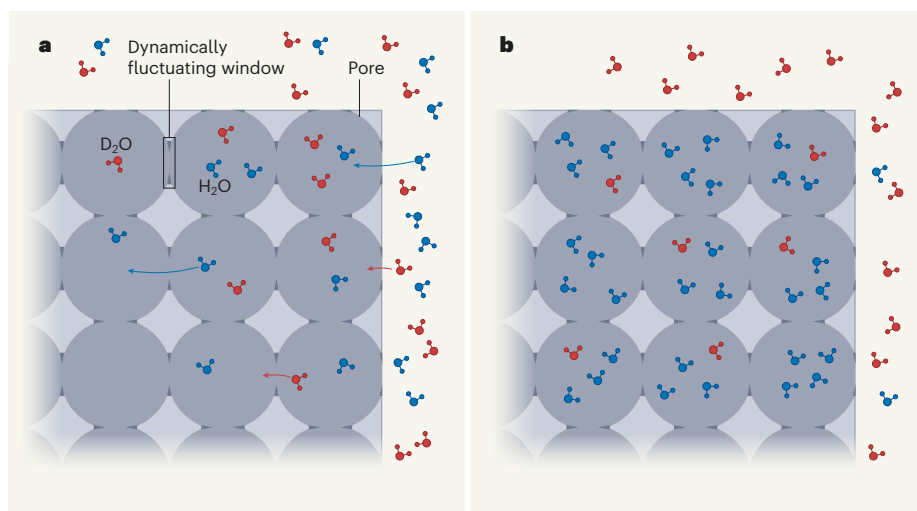 a
Dynamically
fluctuating window
Pore
D₂O
H₂O
b